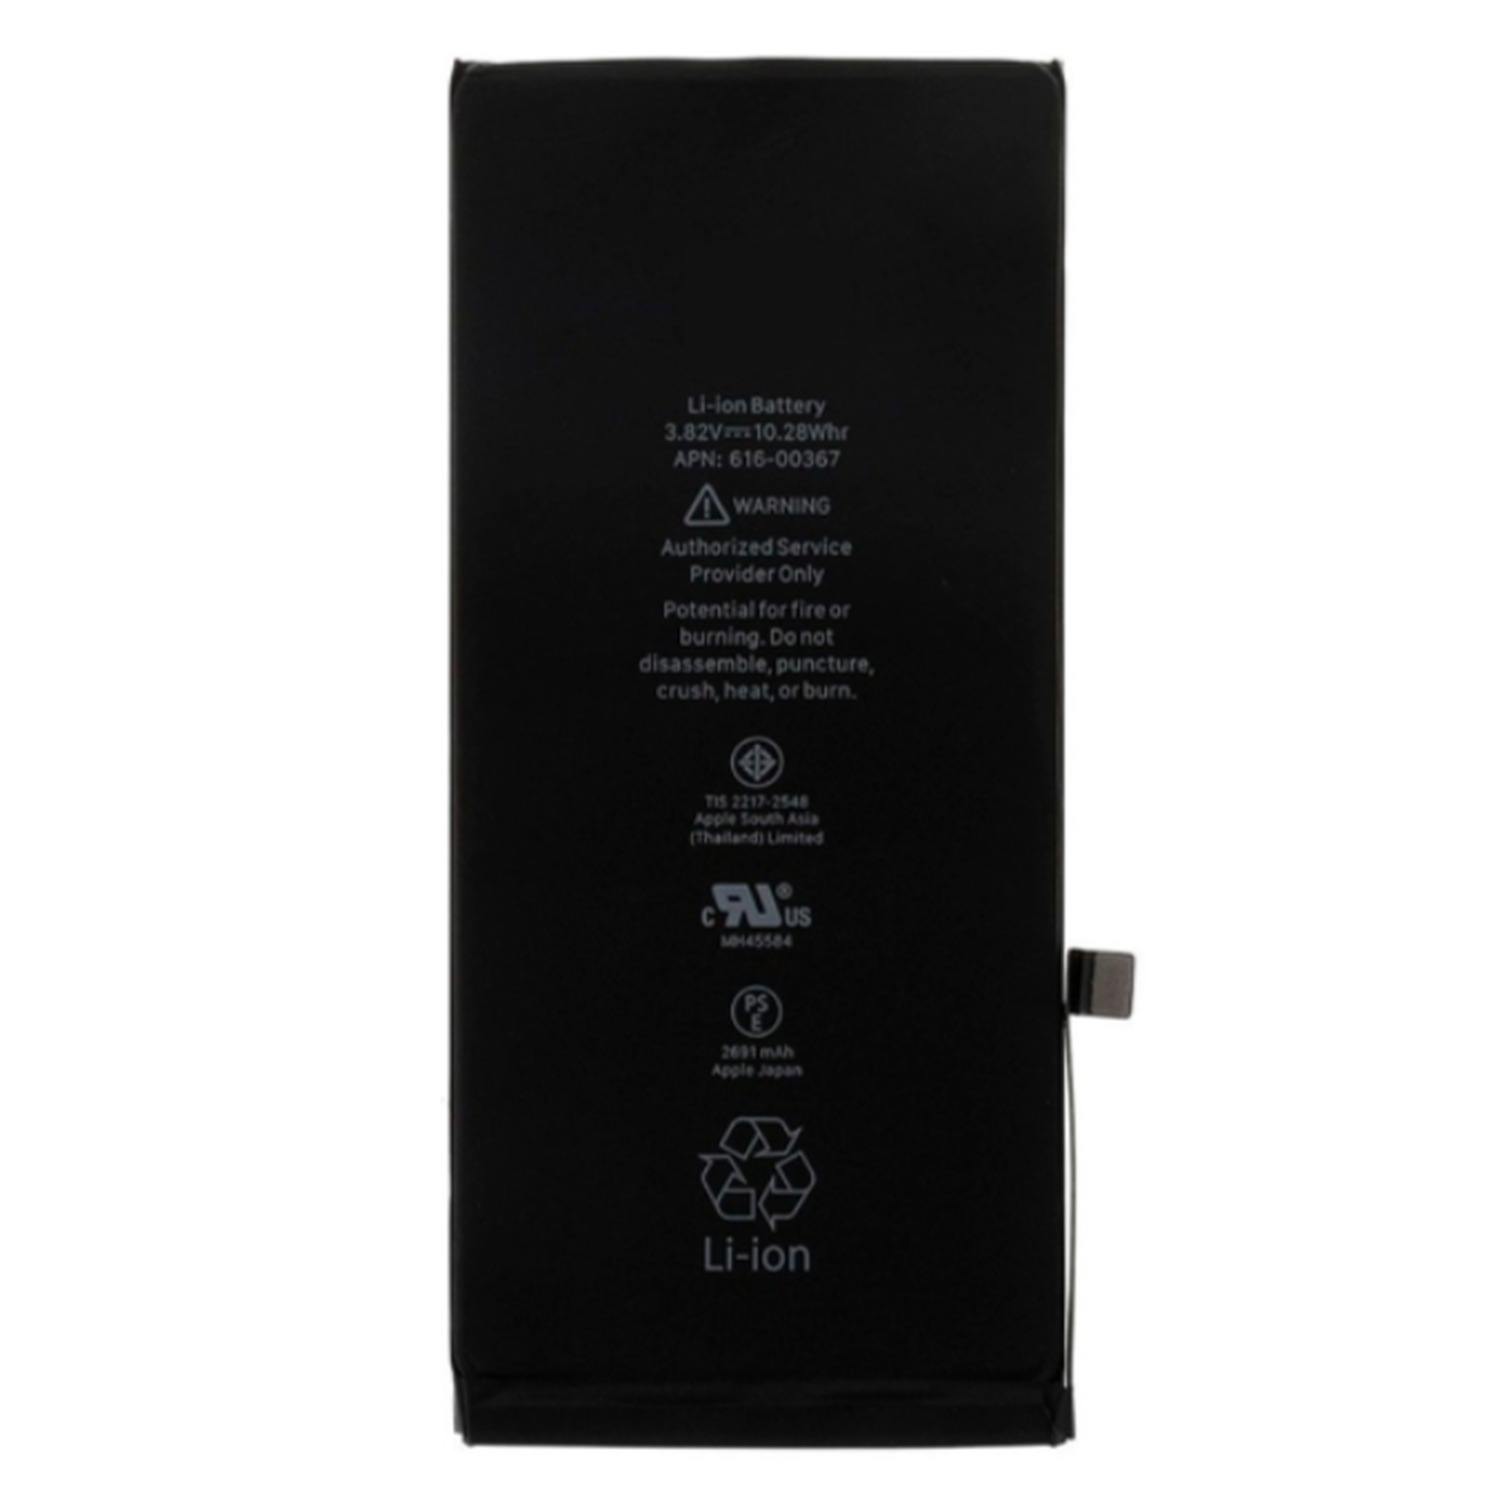 Li-ion Battery
3.82V⎓10.28Whr
APN: 616-00367
WARNING
Authorized Service
Provider Only
Potential for fire or
burning. Do not
disassemble, puncture,
crush, heat, or burn.
TIS 2217-2548
Apple South Asia
(Thailand) Limited
c RU® US
MH45584
PS
E
2691 mAh
Apple Japan
Li-ion